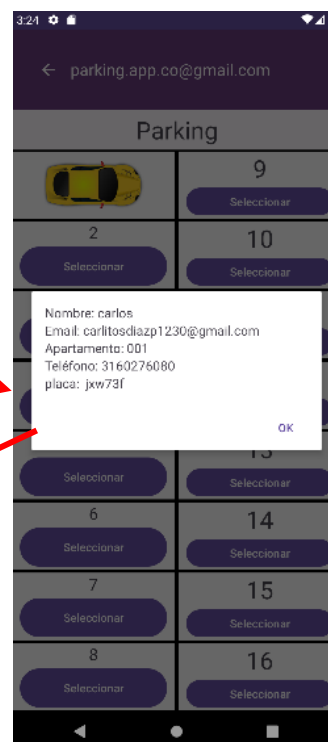 3:24
parking.app.co@gmail.com
Parking
9
Seleccionar
2
10
Seleccionar
Seleccionar
Nombre: carlos
Email: carlitosdiazp1230@gmail.com
Apartamento: 001
Teléfono: 3160276080
placa: jxw73f
OK
Seleccionar
Seleccionar
6
14
Seleccionar
Seleccionar
7
15
Seleccionar
Seleccionar
8
16
Seleccionar
Seleccionar